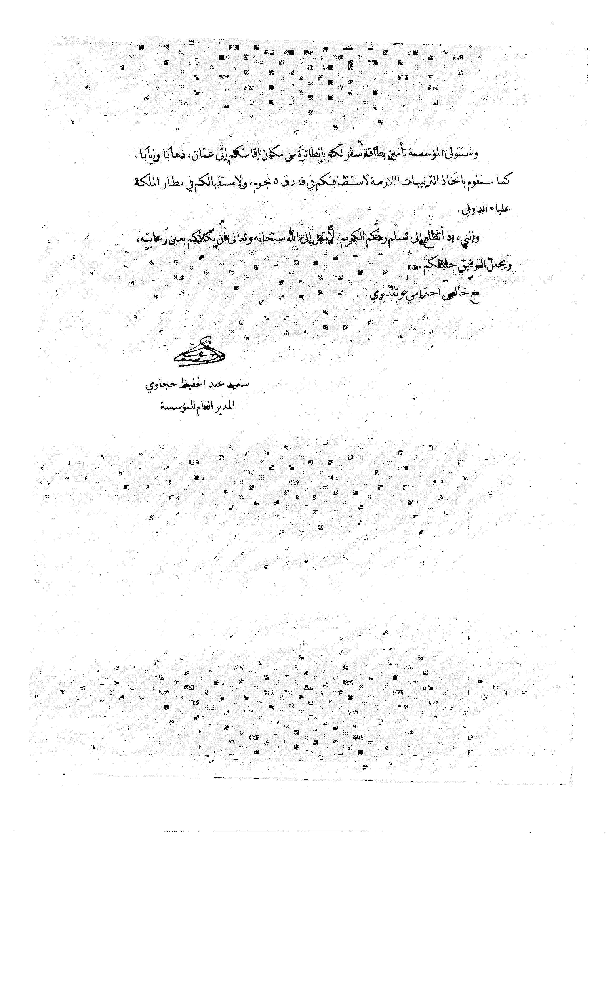 وستتولى المؤسسة تأمين بطاقة سفر لكم بالطائرة من مكان إقامتكم إلى عمّان، ذهابًا وإيابًا،
كما ستقوم باتخاذ الترتيبات اللازمة لاستضافتكم في فندق ٥ نجوم، ولاستقبالكم في مطار الملكة
علياء الدولي.
وإنني، إذ أتطلّع إلى تسلّم ردّكم الكريم، لأبتهل إلى الله سبحانه وتعالى أن يكلأكم بعين رعايته،
ويجعل التوفيق حليفكم.
مع خالص احترامي وتقديري.
سعيد عبد الحفيظ حجاوي
المدير العام للمؤسسة